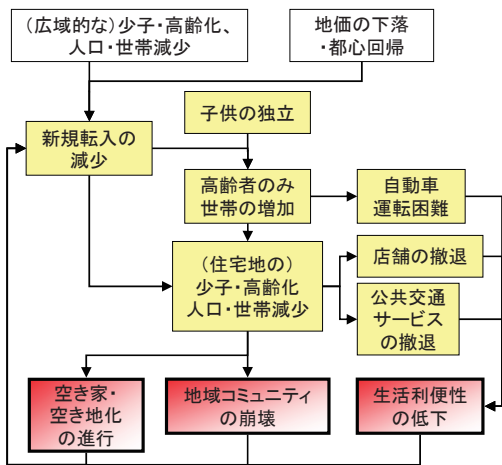 (広域的な)少子・高齢化、
人口・世帯減少
地価の下落
・都心回帰
子供の独立
新規転入の
減少
高齢者のみ
世帯の増加
自動車
運転困難
(住宅地の)
少子・高齢化
人口・世帯減少
店舗の撤退
公共交通
サービス
の撤退
空き家・
空き地化
の進行
地域コミュニティ
の崩壊
生活利便性
の低下